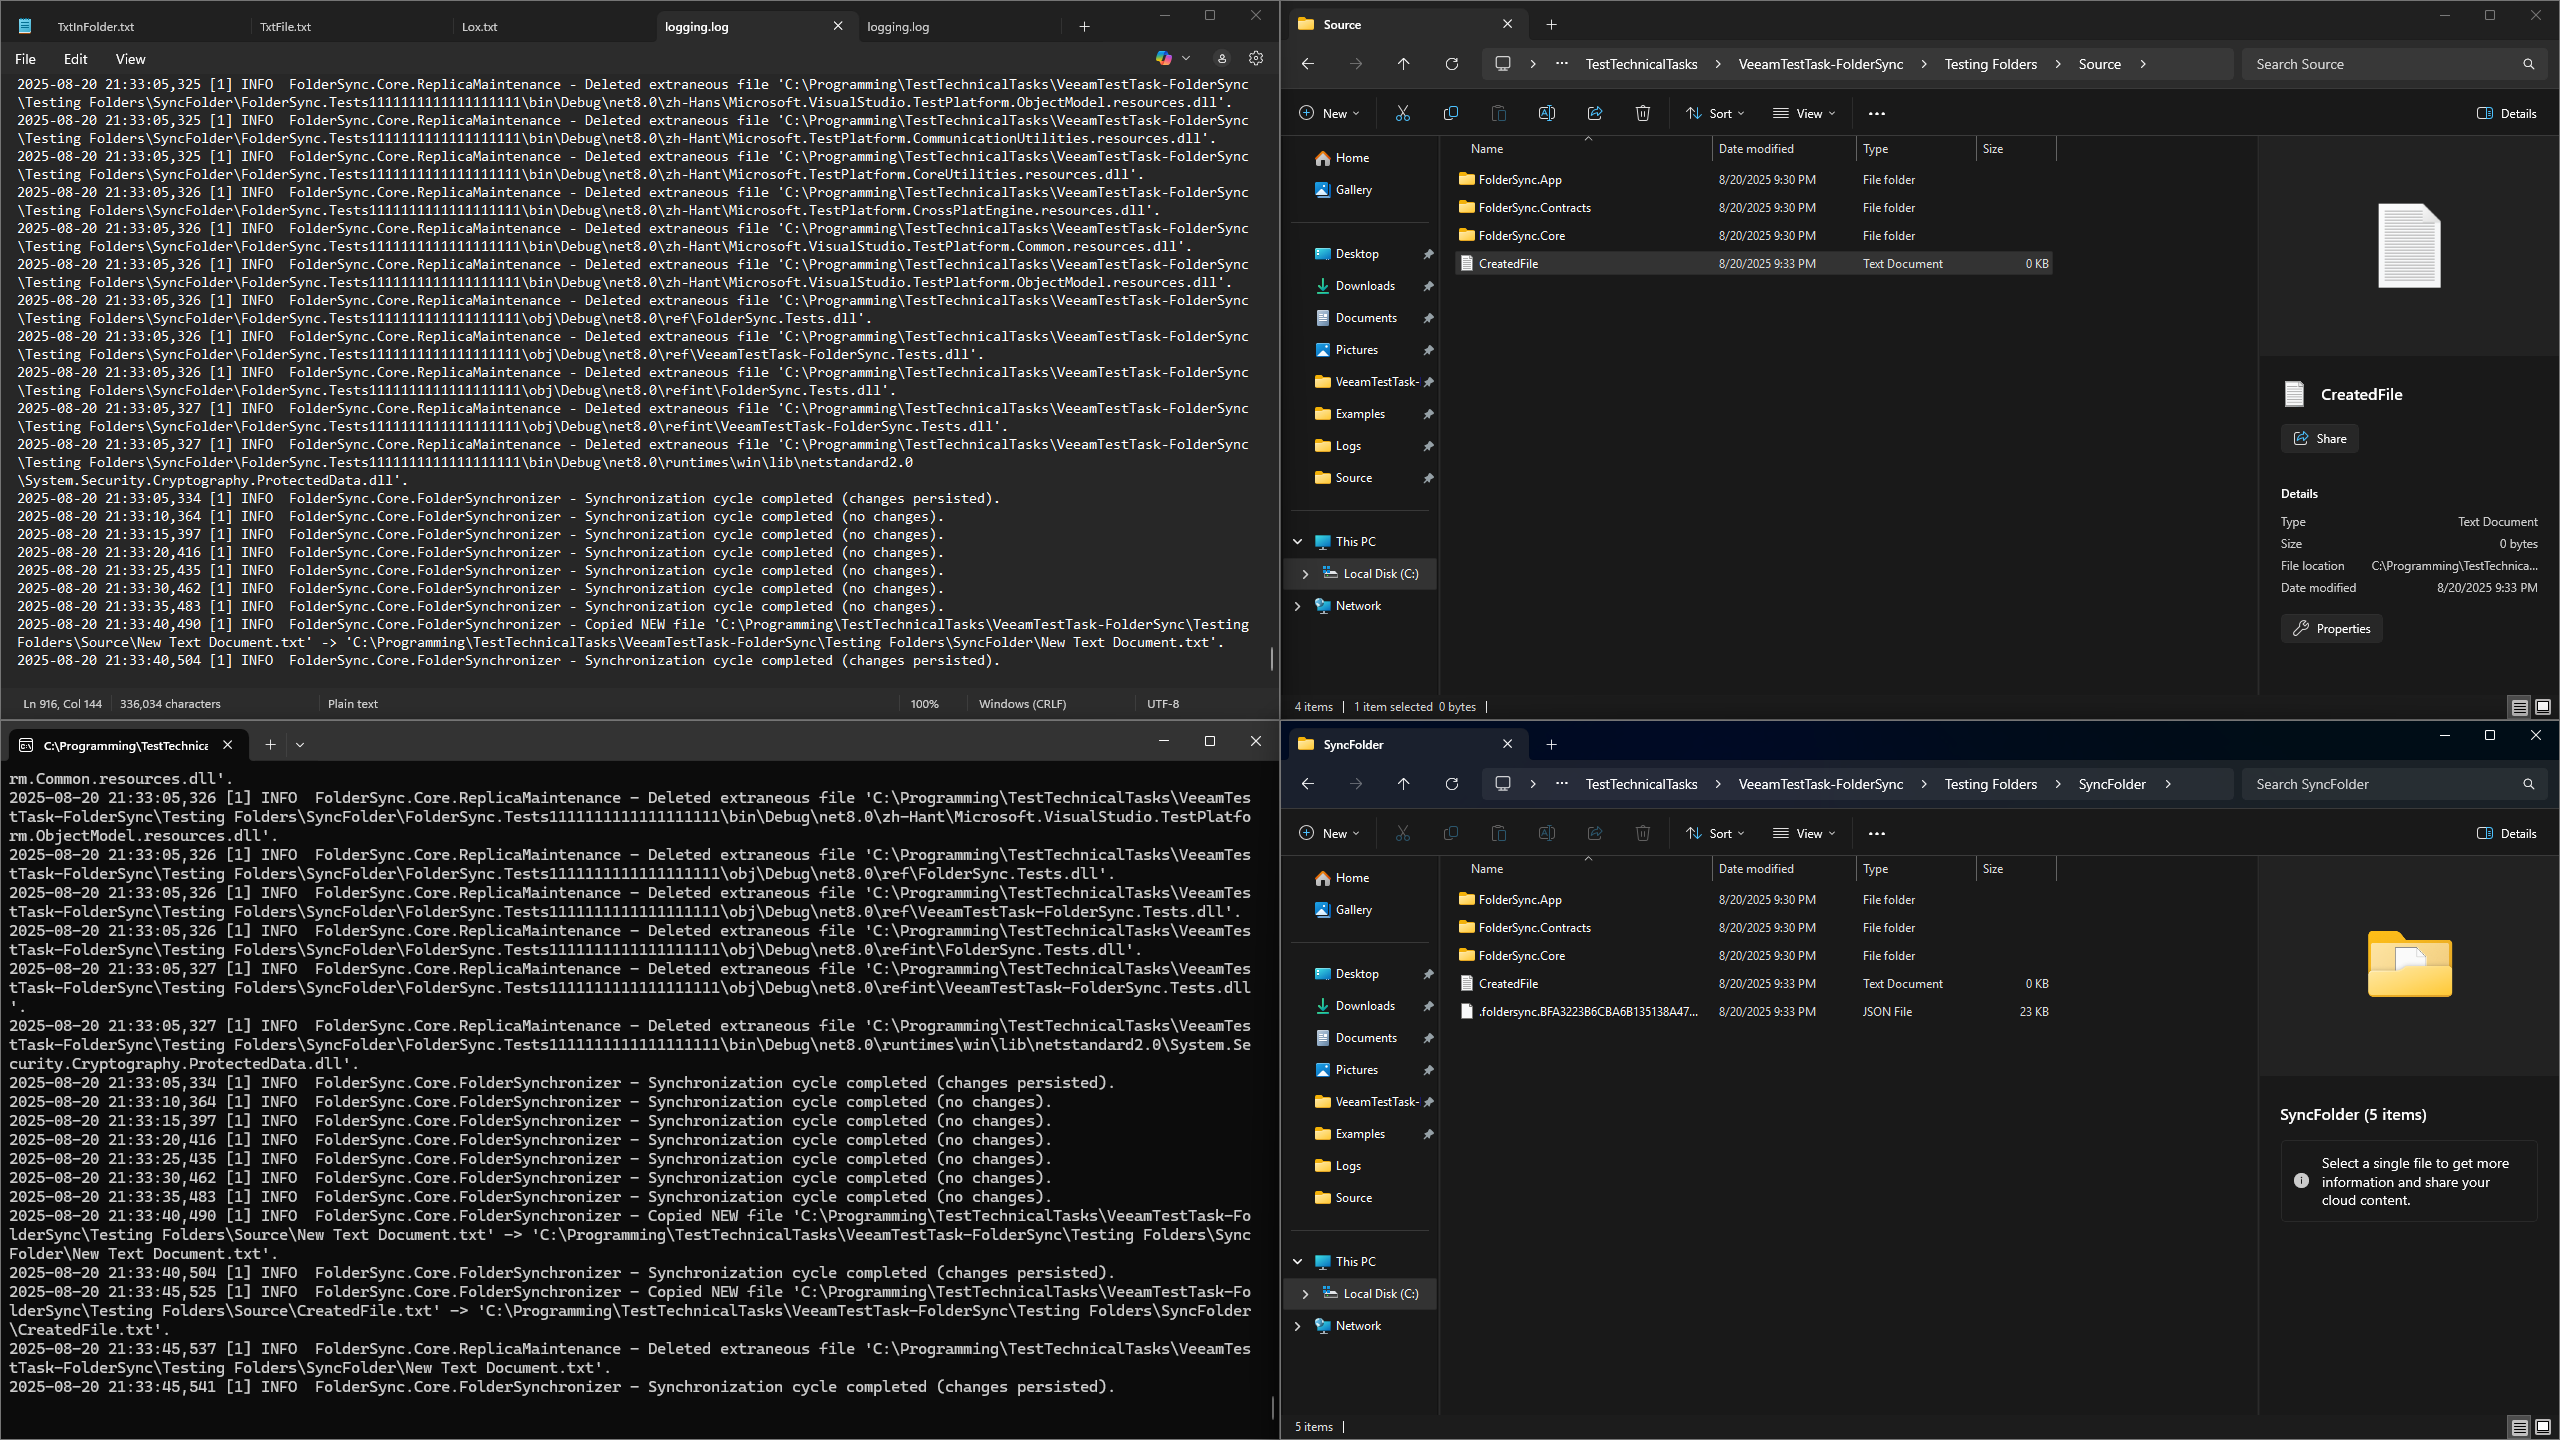 TxtInFolder.txt
TxtFile.txt
Lox.txt
logging.log
logging.log
File
Edit
View
2025-08-20 21:33:05,325 [1] INFO  FolderSync.Core.ReplicaMaintenance - Deleted extraneous file 'C:\Programming\TestTechnicalTasks\VeeamTestTask-FolderSync
\Testing Folders\SyncFolder\FolderSync.Tests1111111111111111111\bin\Debug\net8.0\zh-Hans\Microsoft.VisualStudio.TestPlatform.ObjectModel.resources.dll'.
2025-08-20 21:33:05,325 [1] INFO  FolderSync.Core.ReplicaMaintenance - Deleted extraneous file 'C:\Programming\TestTechnicalTasks\VeeamTestTask-FolderSync
\Testing Folders\SyncFolder\FolderSync.Tests1111111111111111111\bin\Debug\net8.0\zh-Hant\Microsoft.TestPlatform.CommunicationUtilities.resources.dll'.
2025-08-20 21:33:05,325 [1] INFO  FolderSync.Core.ReplicaMaintenance - Deleted extraneous file 'C:\Programming\TestTechnicalTasks\VeeamTestTask-FolderSync
\Testing Folders\SyncFolder\FolderSync.Tests1111111111111111111\bin\Debug\net8.0\zh-Hant\Microsoft.TestPlatform.CoreUtilities.resources.dll'.
2025-08-20 21:33:05,326 [1] INFO  FolderSync.Core.ReplicaMaintenance - Deleted extraneous file 'C:\Programming\TestTechnicalTasks\VeeamTestTask-FolderSync
\Testing Folders\SyncFolder\FolderSync.Tests1111111111111111111\bin\Debug\net8.0\zh-Hant\Microsoft.TestPlatform.CrossPlatEngine.resources.dll'.
2025-08-20 21:33:05,326 [1] INFO  FolderSync.Core.ReplicaMaintenance - Deleted extraneous file 'C:\Programming\TestTechnicalTasks\VeeamTestTask-FolderSync
\Testing Folders\SyncFolder\FolderSync.Tests1111111111111111111\bin\Debug\net8.0\zh-Hant\Microsoft.VisualStudio.TestPlatform.Common.resources.dll'.
2025-08-20 21:33:05,326 [1] INFO  FolderSync.Core.ReplicaMaintenance - Deleted extraneous file 'C:\Programming\TestTechnicalTasks\VeeamTestTask-FolderSync
\Testing Folders\SyncFolder\FolderSync.Tests1111111111111111111\bin\Debug\net8.0\zh-Hant\Microsoft.VisualStudio.TestPlatform.ObjectModel.resources.dll'.
2025-08-20 21:33:05,326 [1] INFO  FolderSync.Core.ReplicaMaintenance - Deleted extraneous file 'C:\Programming\TestTechnicalTasks\VeeamTestTask-FolderSync
\Testing Folders\SyncFolder\FolderSync.Tests1111111111111111111\obj\Debug\net8.0\ref\FolderSync.Tests.dll'.
2025-08-20 21:33:05,326 [1] INFO  FolderSync.Core.ReplicaMaintenance - Deleted extraneous file 'C:\Programming\TestTechnicalTasks\VeeamTestTask-FolderSync
\Testing Folders\SyncFolder\FolderSync.Tests1111111111111111111\obj\Debug\net8.0\ref\VeeamTestTask-FolderSync.Tests.dll'.
2025-08-20 21:33:05,326 [1] INFO  FolderSync.Core.ReplicaMaintenance - Deleted extraneous file 'C:\Programming\TestTechnicalTasks\VeeamTestTask-FolderSync
\Testing Folders\SyncFolder\FolderSync.Tests1111111111111111111\obj\Debug\net8.0\refint\FolderSync.Tests.dll'.
2025-08-20 21:33:05,327 [1] INFO  FolderSync.Core.ReplicaMaintenance - Deleted extraneous file 'C:\Programming\TestTechnicalTasks\VeeamTestTask-FolderSync
\Testing Folders\SyncFolder\FolderSync.Tests1111111111111111111\obj\Debug\net8.0\refint\VeeamTestTask-FolderSync.Tests.dll'.
2025-08-20 21:33:05,327 [1] INFO  FolderSync.Core.ReplicaMaintenance - Deleted extraneous file 'C:\Programming\TestTechnicalTasks\VeeamTestTask-FolderSync
\Testing Folders\SyncFolder\FolderSync.Tests1111111111111111111\bin\Debug\net8.0\runtimes\win\lib\netstandard2.0
\System.Security.Cryptography.ProtectedData.dll'.
2025-08-20 21:33:05,334 [1] INFO  FolderSync.Core.FolderSynchronizer - Synchronization cycle completed (changes persisted).
2025-08-20 21:33:10,364 [1] INFO  FolderSync.Core.FolderSynchronizer - Synchronization cycle completed (no changes).
2025-08-20 21:33:15,397 [1] INFO  FolderSync.Core.FolderSynchronizer - Synchronization cycle completed (no changes).
2025-08-20 21:33:20,416 [1] INFO  FolderSync.Core.FolderSynchronizer - Synchronization cycle completed (no changes).
2025-08-20 21:33:25,435 [1] INFO  FolderSync.Core.FolderSynchronizer - Synchronization cycle completed (no changes).
2025-08-20 21:33:30,462 [1] INFO  FolderSync.Core.FolderSynchronizer - Synchronization cycle completed (no changes).
2025-08-20 21:33:35,483 [1] INFO  FolderSync.Core.FolderSynchronizer - Synchronization cycle completed (no changes).
2025-08-20 21:33:40,490 [1] INFO  FolderSync.Core.FolderSynchronizer - Copied NEW file 'C:\Programming\TestTechnicalTasks\VeeamTestTask-FolderSync\Testing
Folders\Source\New Text Document.txt' -> 'C:\Programming\TestTechnicalTasks\VeeamTestTask-FolderSync\Testing Folders\SyncFolder\New Text Document.txt'.
2025-08-20 21:33:40,504 [1] INFO  FolderSync.Core.FolderSynchronizer - Synchronization cycle completed (changes persisted).
Ln 916, Col 144
336,034 characters
Plain text
100%
Windows (CRLF)
UTF-8
Source
TestTechnicalTasks
VeeamTestTask-FolderSync
Testing Folders
Source
Search Source
New
Sort
View
Details
Home
Gallery
Desktop
Downloads
Documents
Pictures
VeeamTestTask-
Examples
Logs
Source
This PC
Local Disk (C:)
Network
Name Date modified Type Size
FolderSync.App 8/20/2025 9:30 PM File folder
FolderSync.Contracts 8/20/2025 9:30 PM File folder
FolderSync.Core 8/20/2025 9:30 PM File folder
CreatedFile 8/20/2025 9:33 PM Text Document 0 KB
CreatedFile
Share
Details
Type Text Document
Size 0 bytes
File location C:\Programming\TestTechnica...
Date modified 8/20/2025 9:33 PM
Properties
4 items
1 item selected 0 bytes
C:\Programming\TestTechnica
rm.Common.resources.dll'.
2025-08-20 21:33:05,326 [1] INFO  FolderSync.Core.ReplicaMaintenance - Deleted extraneous file 'C:\Programming\TestTechnicalTasks\VeeamTes
tTask-FolderSync\Testing Folders\SyncFolder\FolderSync.Tests1111111111111111111\bin\Debug\net8.0\zh-Hant\Microsoft.VisualStudio.TestPlatfo
rm.ObjectModel.resources.dll'.
2025-08-20 21:33:05,326 [1] INFO  FolderSync.Core.ReplicaMaintenance - Deleted extraneous file 'C:\Programming\TestTechnicalTasks\VeeamTes
tTask-FolderSync\Testing Folders\SyncFolder\FolderSync.Tests1111111111111111111\obj\Debug\net8.0\ref\FolderSync.Tests.dll'.
2025-08-20 21:33:05,326 [1] INFO  FolderSync.Core.ReplicaMaintenance - Deleted extraneous file 'C:\Programming\TestTechnicalTasks\VeeamTes
tTask-FolderSync\Testing Folders\SyncFolder\FolderSync.Tests1111111111111111111\obj\Debug\net8.0\ref\VeeamTestTask-FolderSync.Tests.dll'.
2025-08-20 21:33:05,326 [1] INFO  FolderSync.Core.ReplicaMaintenance - Deleted extraneous file 'C:\Programming\TestTechnicalTasks\VeeamTes
tTask-FolderSync\Testing Folders\SyncFolder\FolderSync.Tests1111111111111111111\obj\Debug\net8.0\refint\FolderSync.Tests.dll'.
2025-08-20 21:33:05,327 [1] INFO  FolderSync.Core.ReplicaMaintenance - Deleted extraneous file 'C:\Programming\TestTechnicalTasks\VeeamTes
tTask-FolderSync\Testing Folders\SyncFolder\FolderSync.Tests1111111111111111111\obj\Debug\net8.0\refint\VeeamTestTask-FolderSync.Tests.dll
'.
2025-08-20 21:33:05,327 [1] INFO  FolderSync.Core.ReplicaMaintenance - Deleted extraneous file 'C:\Programming\TestTechnicalTasks\VeeamTes
tTask-FolderSync\Testing Folders\SyncFolder\FolderSync.Tests1111111111111111111\bin\Debug\net8.0\runtimes\win\lib\netstandard2.0\System.Se
curity.Cryptography.ProtectedData.dll'.
2025-08-20 21:33:05,334 [1] INFO  FolderSync.Core.FolderSynchronizer - Synchronization cycle completed (changes persisted).
2025-08-20 21:33:10,364 [1] INFO  FolderSync.Core.FolderSynchronizer - Synchronization cycle completed (no changes).
2025-08-20 21:33:15,397 [1] INFO  FolderSync.Core.FolderSynchronizer - Synchronization cycle completed (no changes).
2025-08-20 21:33:20,416 [1] INFO  FolderSync.Core.FolderSynchronizer - Synchronization cycle completed (no changes).
2025-08-20 21:33:25,435 [1] INFO  FolderSync.Core.FolderSynchronizer - Synchronization cycle completed (no changes).
2025-08-20 21:33:30,462 [1] INFO  FolderSync.Core.FolderSynchronizer - Synchronization cycle completed (no changes).
2025-08-20 21:33:35,483 [1] INFO  FolderSync.Core.FolderSynchronizer - Synchronization cycle completed (no changes).
2025-08-20 21:33:40,490 [1] INFO  FolderSync.Core.FolderSynchronizer - Copied NEW file 'C:\Programming\TestTechnicalTasks\VeeamTestTask-Fo
lderSync\Testing Folders\Source\New Text Document.txt' -> 'C:\Programming\TestTechnicalTasks\VeeamTestTask-FolderSync\Testing Folders\Sync
Folder\New Text Document.txt'.
2025-08-20 21:33:40,504 [1] INFO  FolderSync.Core.FolderSynchronizer - Synchronization cycle completed (changes persisted).
2025-08-20 21:33:45,525 [1] INFO  FolderSync.Core.FolderSynchronizer - Copied NEW file 'C:\Programming\TestTechnicalTasks\VeeamTestTask-Fo
lderSync\Testing Folders\Source\CreatedFile.txt' -> 'C:\Programming\TestTechnicalTasks\VeeamTestTask-FolderSync\Testing Folders\SyncFolder
\CreatedFile.txt'.
2025-08-20 21:33:45,537 [1] INFO  FolderSync.Core.ReplicaMaintenance - Deleted extraneous file 'C:\Programming\TestTechnicalTasks\VeeamTes
tTask-FolderSync\Testing Folders\SyncFolder\New Text Document.txt'.
2025-08-20 21:33:45,541 [1] INFO  FolderSync.Core.FolderSynchronizer - Synchronization cycle completed (changes persisted).
SyncFolder
TestTechnicalTasks
VeeamTestTask-FolderSync
Testing Folders
SyncFolder
Search SyncFolder
New
Sort
View
Details
Home
Gallery
Desktop
Downloads
Documents
Pictures
VeeamTestTask-
Examples
Logs
Source
This PC
Local Disk (C:)
Network
Name Date modified Type Size
FolderSync.App 8/20/2025 9:30 PM File folder
FolderSync.Contracts 8/20/2025 9:30 PM File folder
FolderSync.Core 8/20/2025 9:30 PM File folder
CreatedFile 8/20/2025 9:33 PM Text Document 0 KB
.foldersync.BFA3223B6CBA6B135138A47... 8/20/2025 9:33 PM JSON File 23 KB
SyncFolder (5 items)
Select a single file to get more
information and share your
cloud content.
5 items